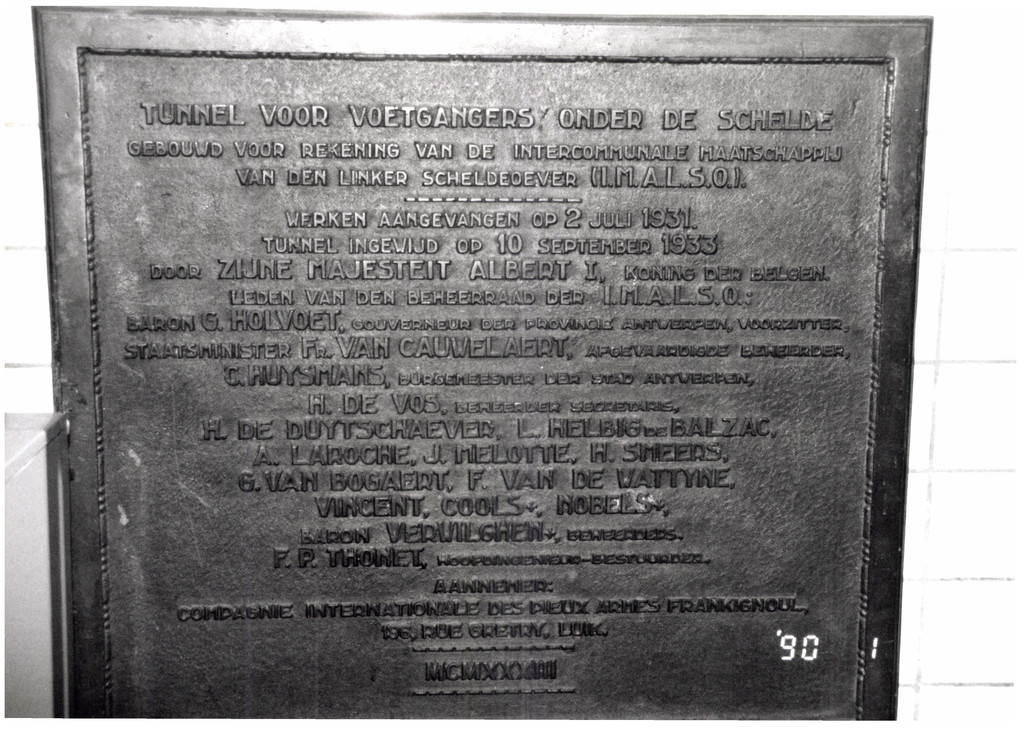 TUNNEL VOOR VOETGANGERS ONDER DE SCHELDE
GEBOUWD VOOR REKENING VAN DE INTERCOMMUNALE MAATSCHAPPIJ
VAN DEN LINKER SCHELDEOEVER (I.M.A.L.S.O.).
WERKEN AANGEVANGEN OP 2 JULI 1931.
TUNNEL INGEWIJD OP 10 SEPTEMBER 1933
DOOR ZIJNE MAJESTEIT ALBERT I, KONING DER BELGEN.
LEDEN VAN DEN BEHEERRAAD DER I.M.A.L.S.O.:
BARON G. HOLVOET, GOUVERNEUR DER PROVINCIE ANTWERPEN, VOORZITTER,
STAATSMINISTER FR. VAN CAUWELAERT, AFGEVAARDIGDE BEHEERDER,
C. HUYSMANS, BURGEMEESTER DER STAD ANTWERPEN,
H. DE VOS, BEHEERDER SECRETARIS,
H. DE DUYTSCHAEVER, L. HELBIG DE BALZAC,
A. LAROCHE, J. MELOTTE, H. SMEERS,
G. VAN BOGAERT, F. VAN DE WATTYNE,
VINCENT, COOLS*, NOBELS*,
BARON VERWILGHEN*, BEHEERDERS.
F. P. THONET, HOOFDINGENIEUR-BESTUURDER.
AANNEMER:
COMPAGNIE INTERNATIONALE DES PIEUX ARMES FRANKIGNOUL,
196, RUE GRETRY, LUIK.
MCMXXXIII
'90 1